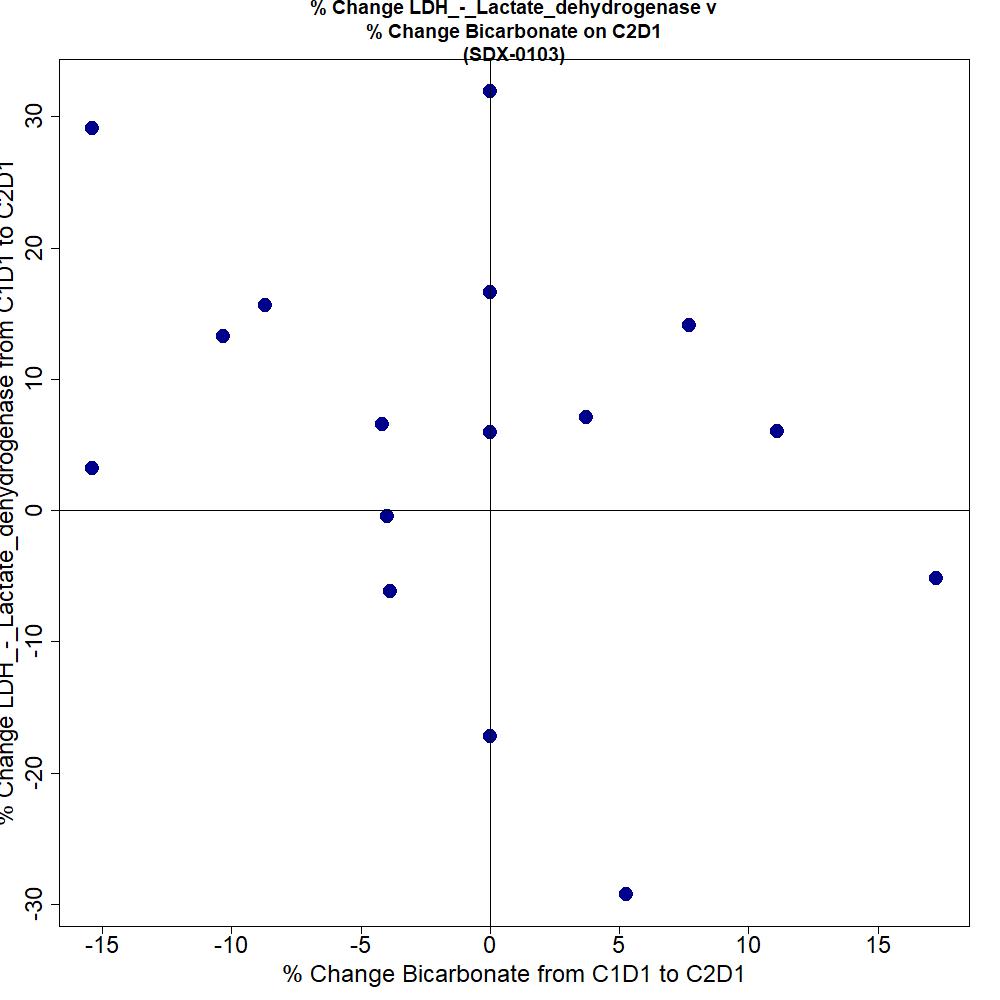 % Change LDH_-_Lactate_dehydrogenase v
% Change Bicarbonate on C2D1
(SDX-0103)
% Change LDH_-_Lactate_dehydrogenase from C1D1 to C2D1
30
20
10
0
-10
-20
-30
-15
-10
-5
0
5
10
15
% Change Bicarbonate from C1D1 to C2D1